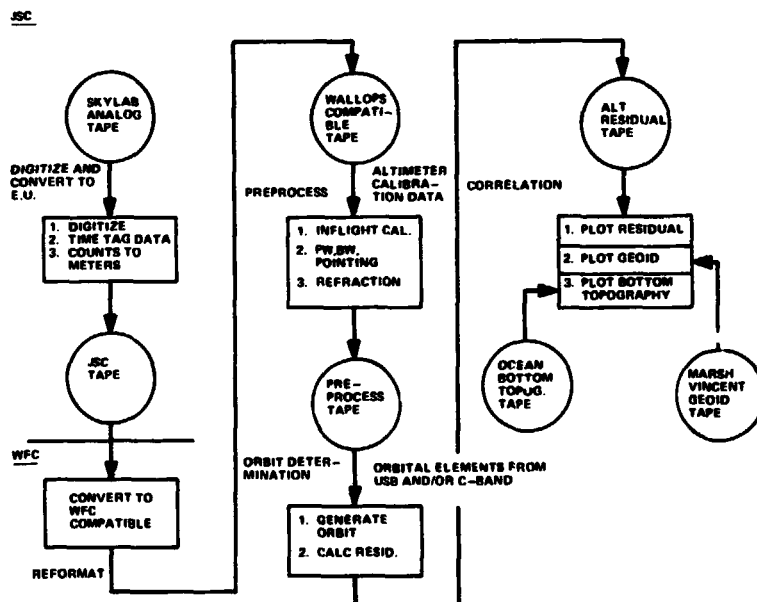 JSC
SKYLAB
ANALOG
TAPE
DIGITIZE AND
CONVERT TO
E.U.
1. DIGITIZE
2. TIME TAG DATA
3. COUNTS TO
METERS
JSC
TAPE
WFC
CONVERT TO
WFC
COMPATIBLE
REFORMAT
WALLOPS
COMPATI-
BLE
TAPE
PREPROCESS
ALTIMETER
CALIBRA-
TION DATA
1. INFLIGHT CAL.
2. PW,BW,
POINTING
3. REFRACTION
PRE-
PROCESS
TAPE
ORBIT DETER-
MINATION
ORBITAL ELEMENTS FROM
USB AND/OR C-BAND
1. GENERATE
ORBIT
2. CALC RESID.
ALT
RESIDUAL
TAPE
CORRELATION
1. PLOT RESIDUAL
2. PLOT GEOID
3. PLOT BOTTOM
TOPOGRAPHY
OCEAN
BOTTOM
TOPOG.
TAPE
MARSH
VINCENT
GEOID
TAPE